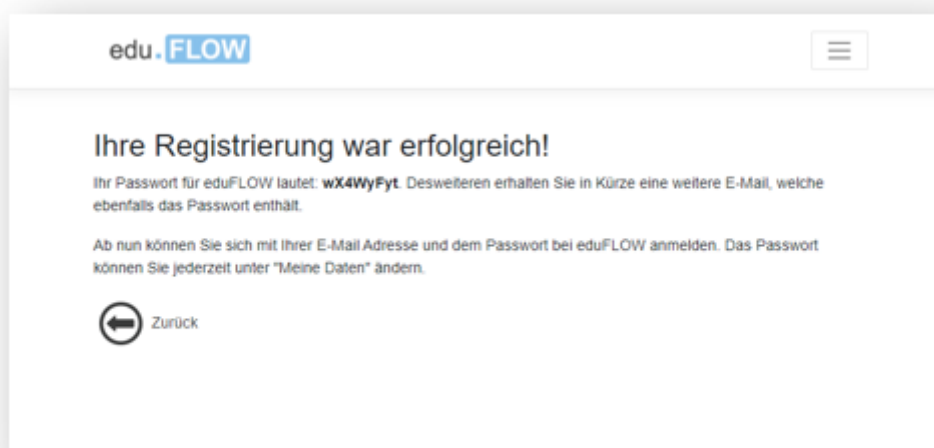 edu.FLOW
Ihre Registrierung war erfolgreich!
Ihr Passwort für eduFLOW lautet: wX4WyFyt. Desweiteren erhalten Sie in Kürze eine weitere E-Mail, welche
ebenfalls das Passwort enthält.
Ab nun können Sie sich mit Ihrer E-Mail Adresse und dem Passwort bei eduFLOW anmelden. Das Passwort
können Sie jederzeit unter "Meine Daten" ändern.
Zurück